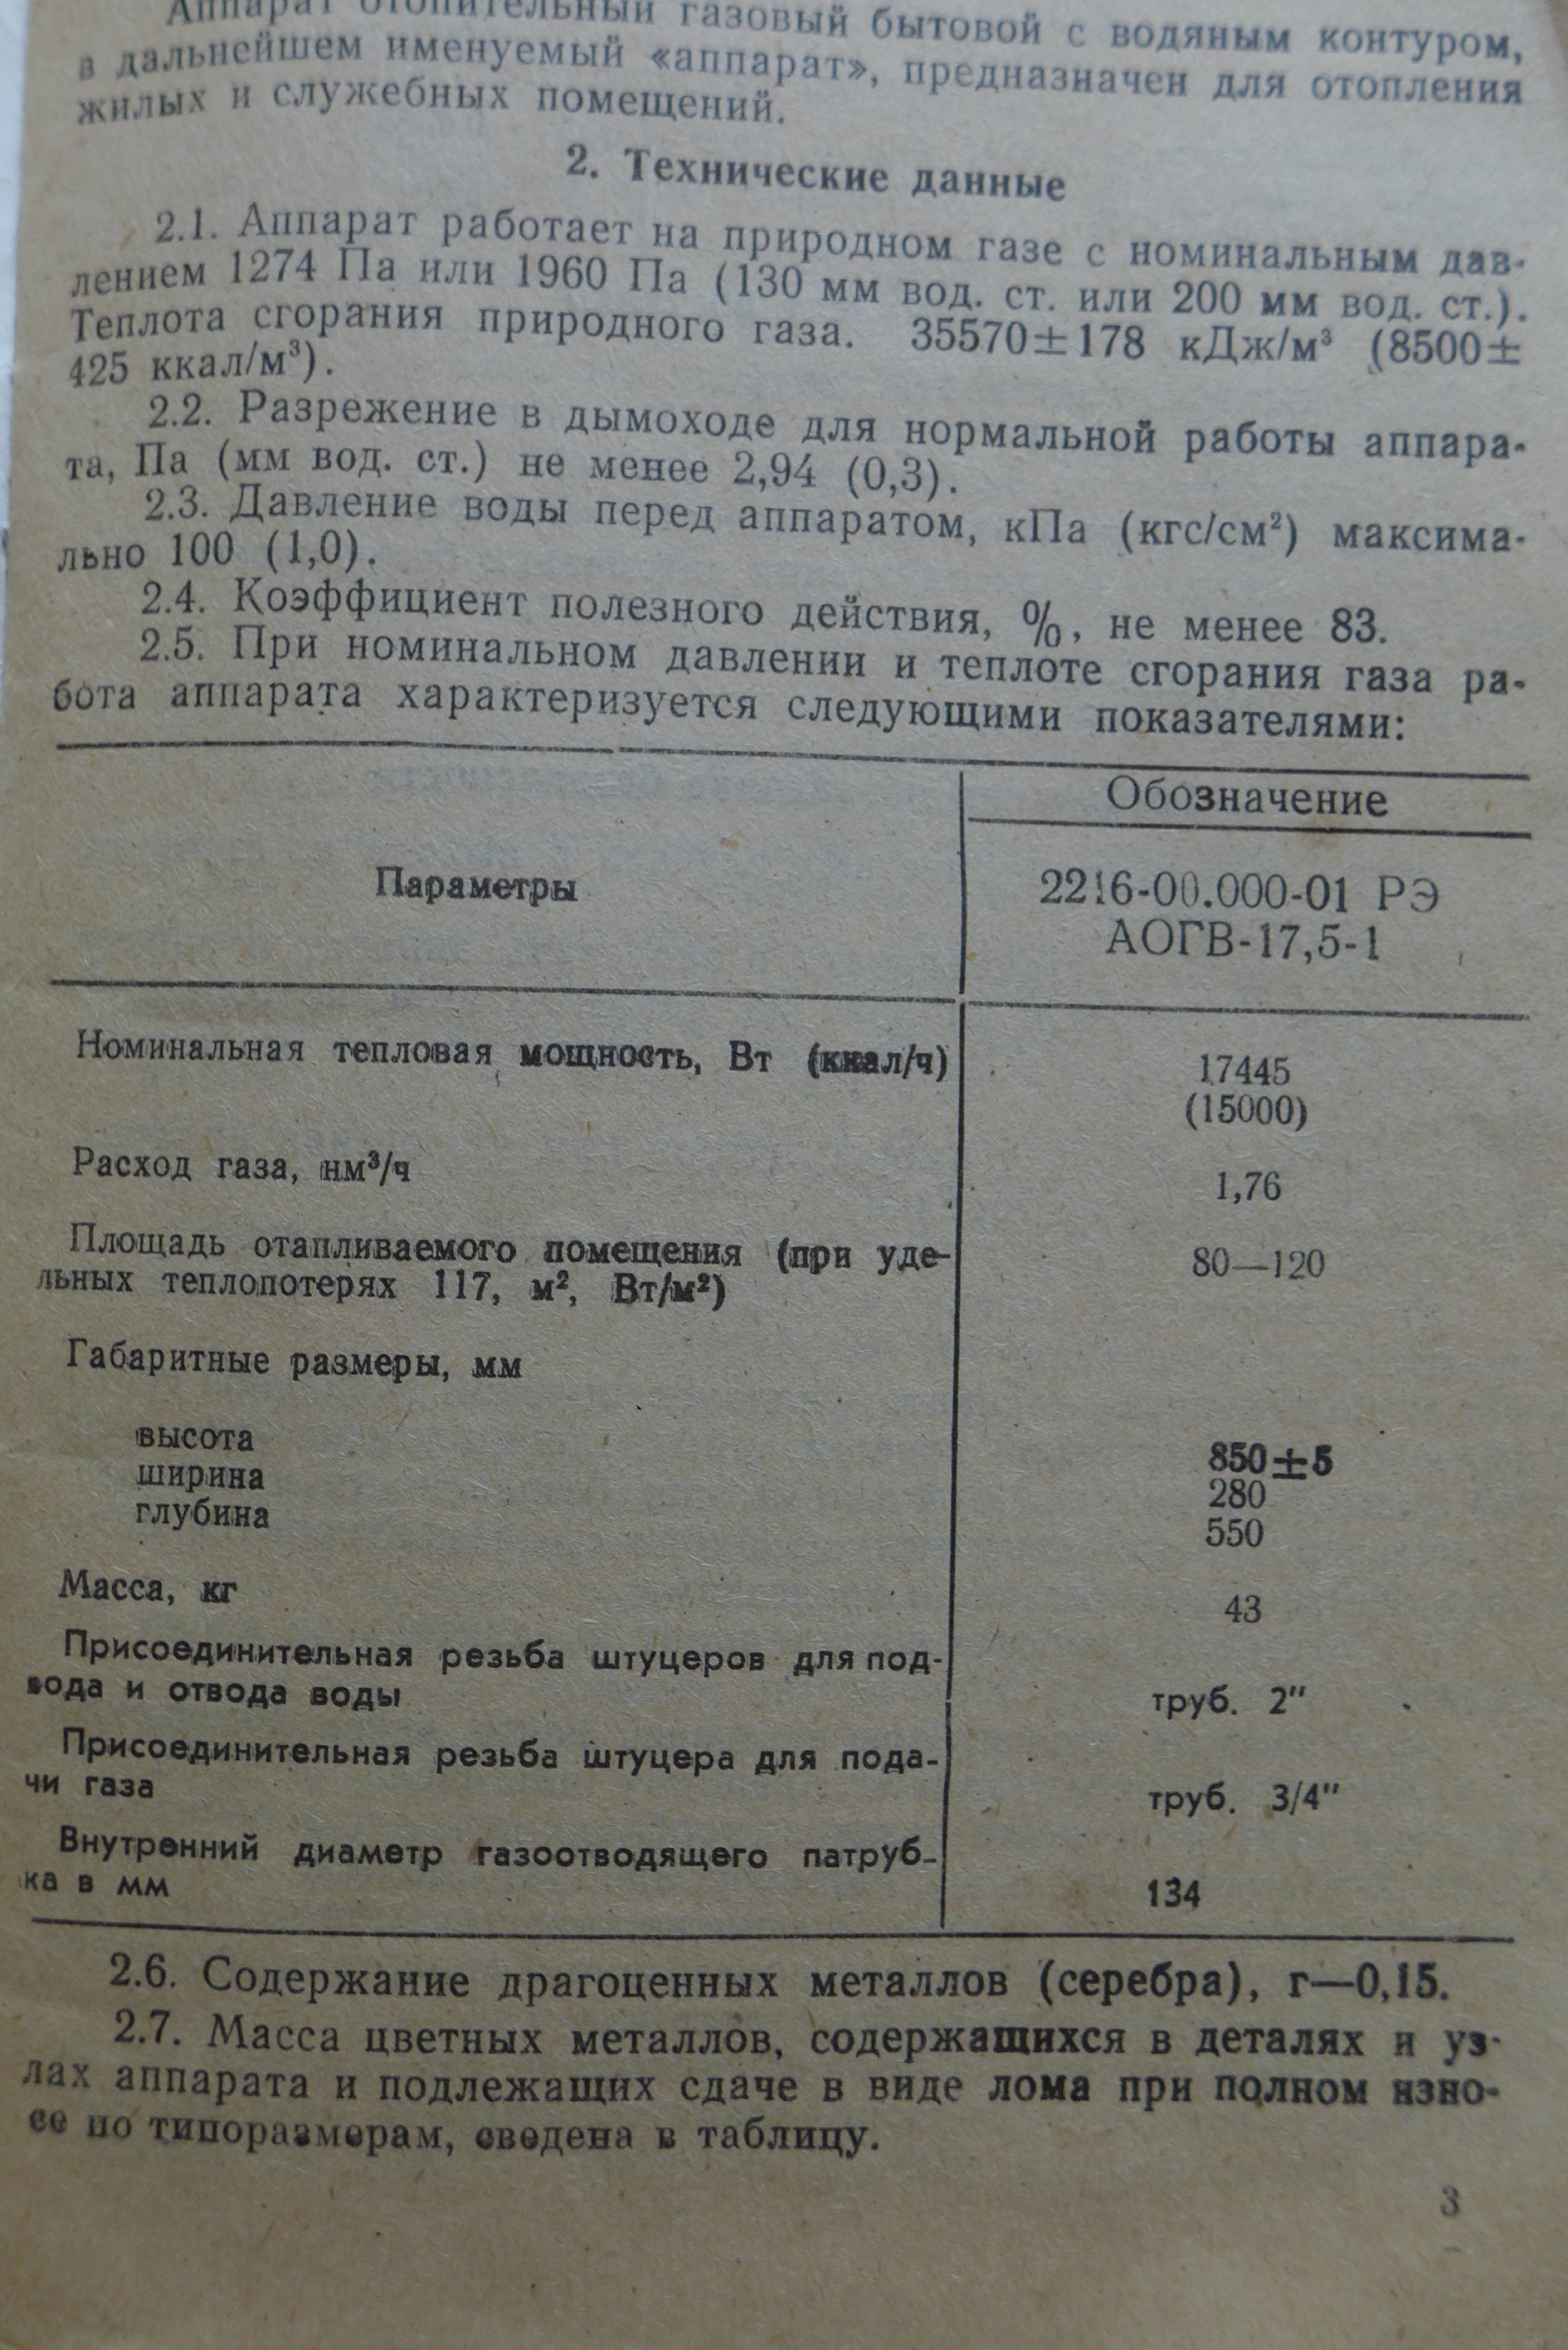 Аппарат отопительный газовый бытовой с водяным контуром,
в дальнейшем именуемый «аппарат», предназначен для отопления
жилых и служебных помещений.
2. Технические данные
2.1. Аппарат работает на природном газе с номинальным дав-
лением 1274 Па или 1960 Па (130 мм вод. ст. или 200 мм вод. ст.).
Теплота сгорания природного газа. 35570±178 кДж/м³ (8500±
425 ккал/м³).
2.2. Разрежение в дымоходе для нормальной работы аппара-
та, Па (мм вод. ст.) не менее 2,94 (0,3).
2.3. Давление воды перед аппаратом, кПа (кгс/см²) максима-
льно 100 (1,0).
2.4. Коэффициент полезного действия, %, не менее 83.
2.5. При номинальном давлении и теплоте сгорания газа ра-
бота аппарата характеризуется следующими показателями:
Обозначение
Параметры
2216-00.000-01 РЭ
АОГВ-17,5-1
Номинальная тепловая мощность, Вт (ккал/ч)
17445
(15000)
Расход газа, нм³/ч
1,76
Площадь отапливаемого помещения (при уде-
льных теплопотерях 117, м², Вт/м²)
80—120
Габаритные размеры, мм
высота
850±5
ширина
280
глубина
550
Масса, кг
43
Присоединительная резьба штуцеров для под-
вода и отвода воды
труб. 2"
Присоединительная резьба штуцера для пода-
чи газа
труб. 3/4"
Внутренний диаметр газоотводящего патруб-
ка в мм
134
2.6. Содержание драгоценных металлов (серебра), г—0,15.
2.7. Масса цветных металлов, содержащихся в деталях и уз-
лах аппарата и подлежащих сдаче в виде лома при полном изно-
се по типоразмерам, сведена в таблицу.
3